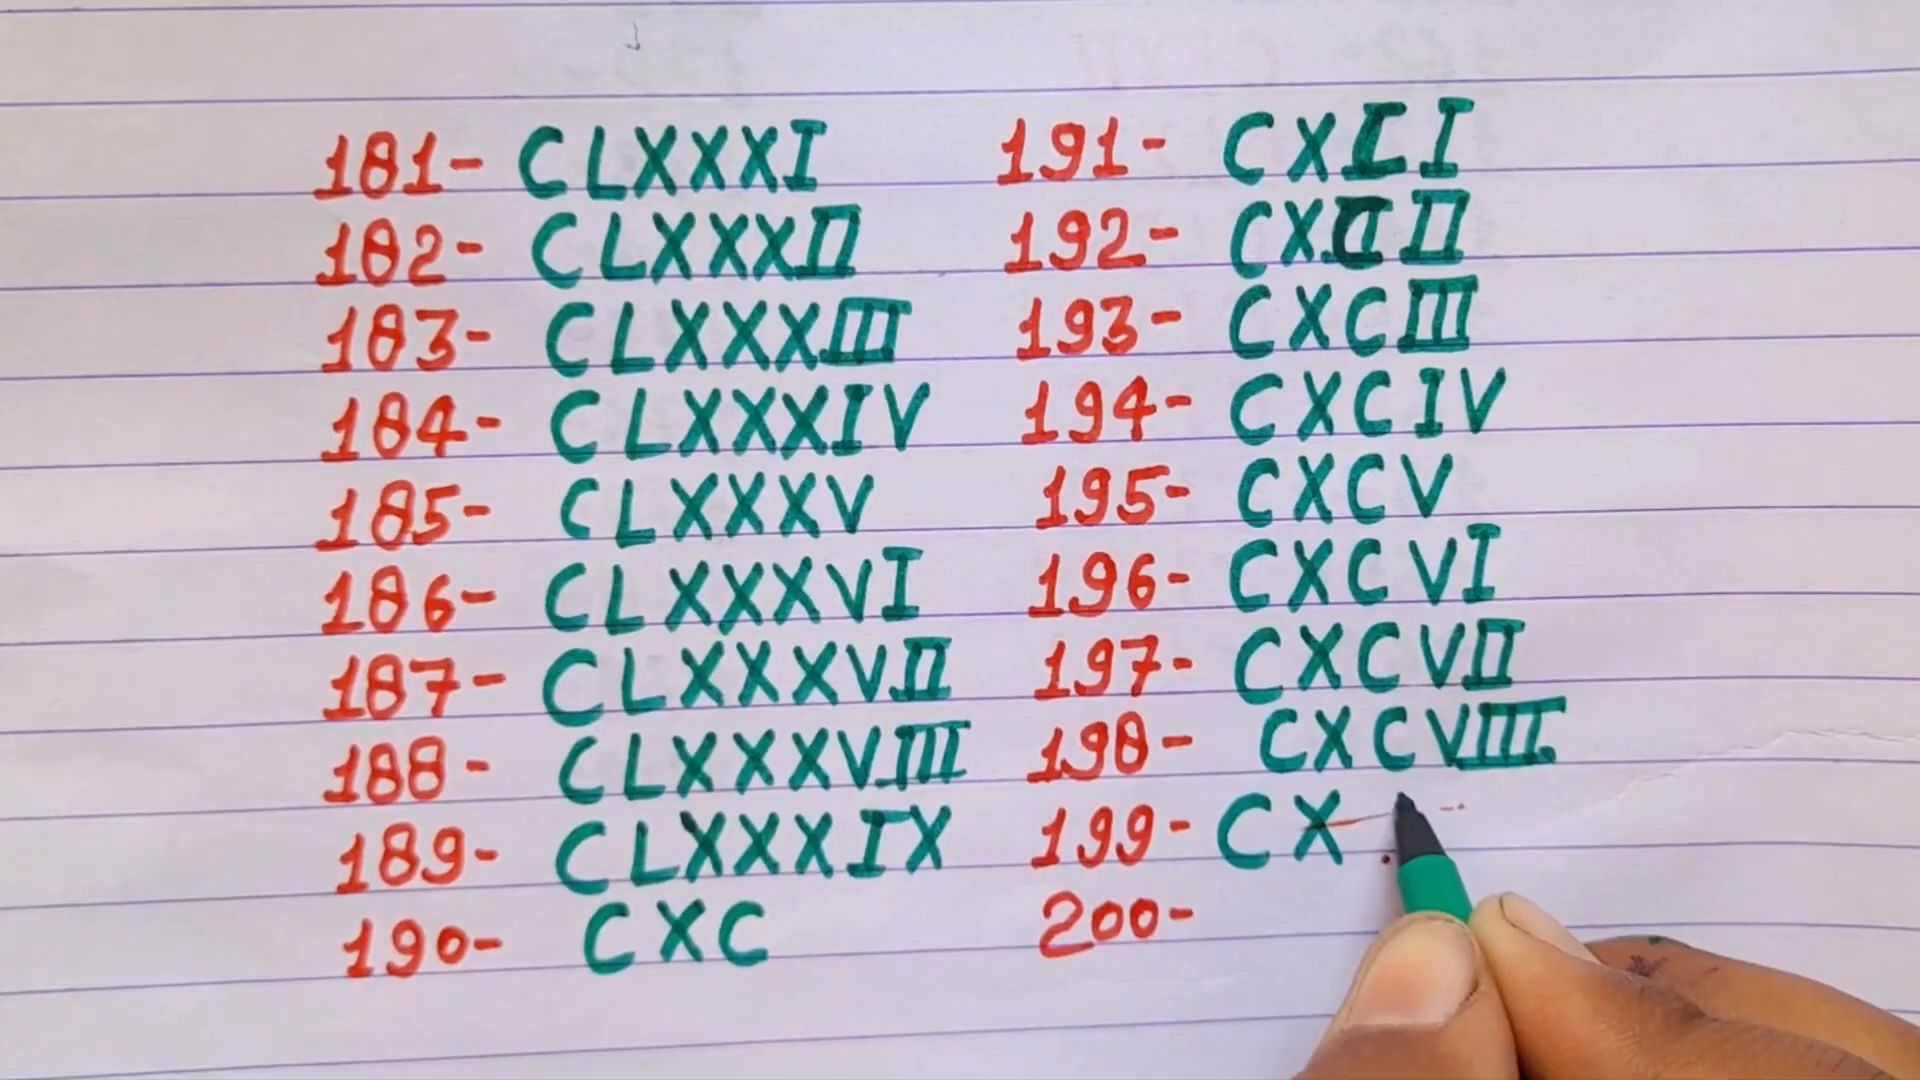 181- CLXXXI
182- CLXXXII
183- CLXXXIII
184- CLXXXIV
185- CLXXXV
186- CLXXXVI
187- CLXXXVII
188- CLXXXVIII
189- CLXXXIX
190- CXC
191- CXCI
192- CXCII
193- CXCIII
194- CXCIV
195- CXCV
196- CXCVI
197- CXCVII
198- CXCVIII
199- CX
200-